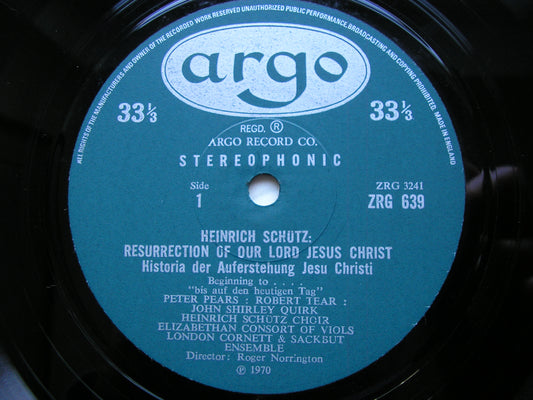 ALL RIGHTS OF THE MANUFACTURERS AND OWNER OF THE RECORDED WORK RESERVED UNAUTHORIZED PUBLIC PERFORMANCE, BROADCASTING AND COPYING PROHIBITED. MADE IN ENGLAND
argo
33⅓ 33⅓
REGD. ®
ARGO RECORD CO.
STEREOPHONIC
Side
1
ZRG 3241
ZRG 639
HEINRICH SCHÜTZ:
RESURRECTION OF OUR LORD JESUS CHRIST
Historia der Auferstehung Jesu Christi
Beginning to . . . .
"bis auf den heutigen Tag"
PETER PEARS : ROBERT TEAR :
JOHN SHIRLEY QUIRK
HEINRICH SCHÜTZ CHOIR
ELIZABETHAN CONSORT OF VIOLS
LONDON CORNETT & SACKBUT
ENSEMBLE
Director: Roger Norrington
℗ 1970